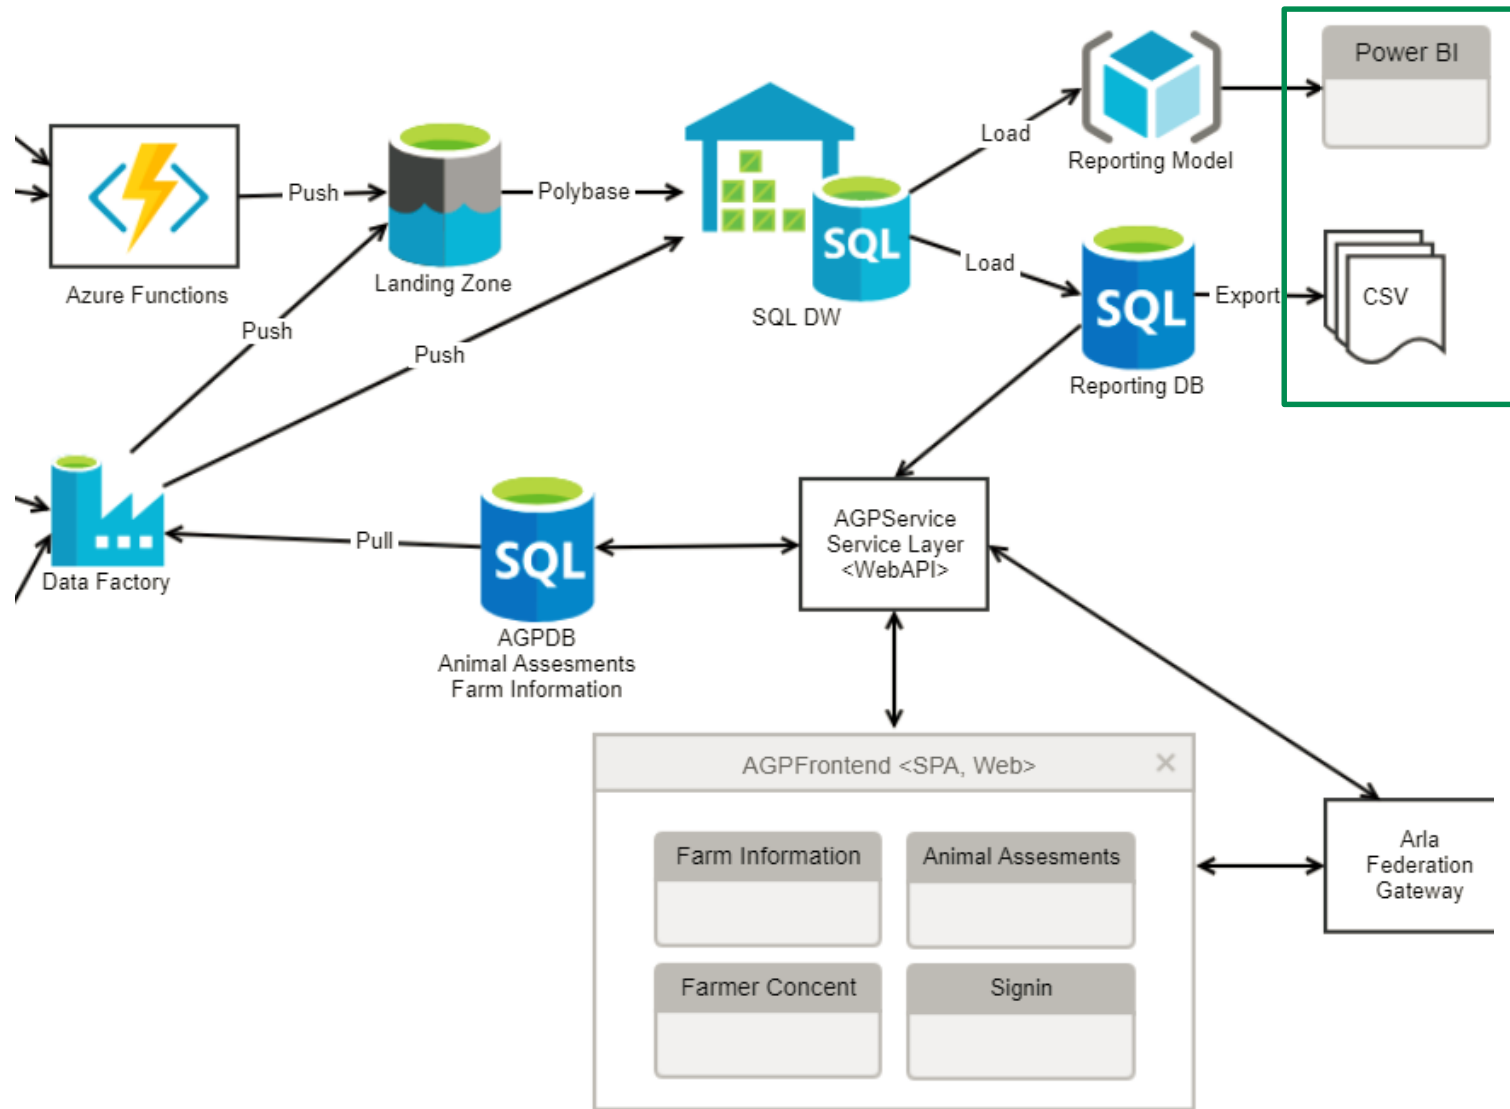 Power BI
Load
Reporting Model
Push
Polybase
SQL
Azure Functions
Landing Zone
SQL DW
Load
SQL
Export
CSV
Reporting DB
Push
Push
Data Factory
Pull
SQL
AGPDB
Animal Assesments
Farm Information
AGPService
Service Layer
<WebAPI>
AGPFrontend <SPA, Web>
Farm Information
Animal Assesments
Farmer Concent
Signin
Arla
Federation
Gateway